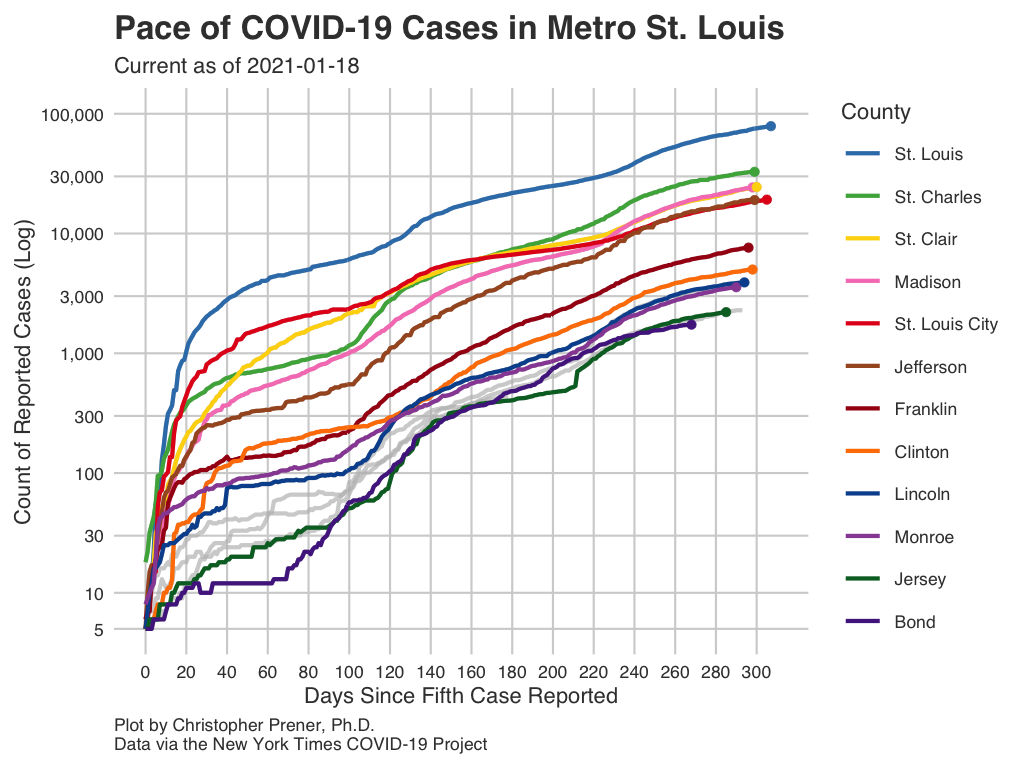 Pace of COVID-19 Cases in Metro St. Louis
Current as of 2021-01-18
Count of Reported Cases (Log)
100,000
30,000
10,000
3,000
1,000
300
100
30
10
5
0 20 40 60 80 100 120 140 160 180 200 220 240 260 280 300
Days Since Fifth Case Reported
County
St. Louis
St. Charles
St. Clair
Madison
St. Louis City
Jefferson
Franklin
Clinton
Lincoln
Monroe
Jersey
Bond
Plot by Christopher Prener, Ph.D.
Data via the New York Times COVID-19 Project